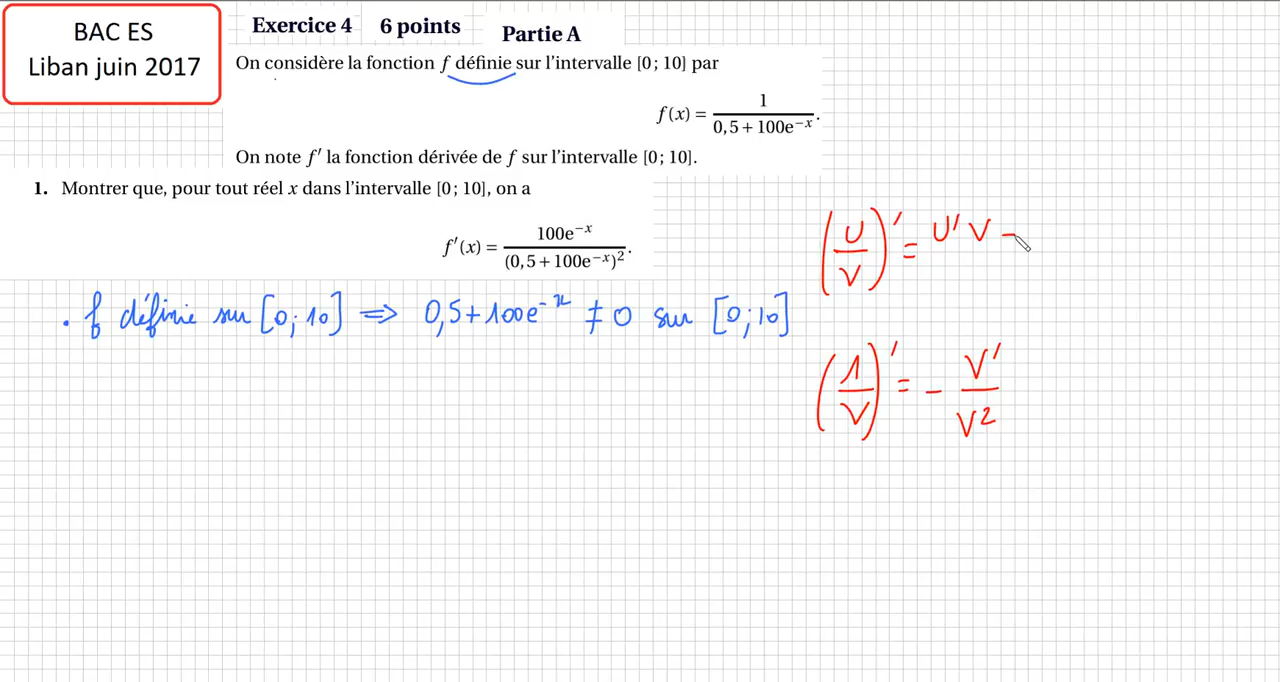 BAC ES
Liban juin 2017
Exercice 4 6 points Partie A
On considère la fonction f définie sur l'intervalle [0 ; 10] par
f(x) = 1 / (0,5 + 100e^{-x}).
On note f' la fonction dérivée de f sur l'intervalle [0 ; 10].
1. Montrer que, pour tout réel x dans l'intervalle [0 ; 10], on a
f'(x) = 100e^{-x} / (0,5 + 100e^{-x})^2.
(U/V)' = U'V -
. f définie sur [0; 10] ⟹ 0,5 + 100e^{-x} ≠ 0 sur [0; 10]
(1/V)' = - V'/V^2